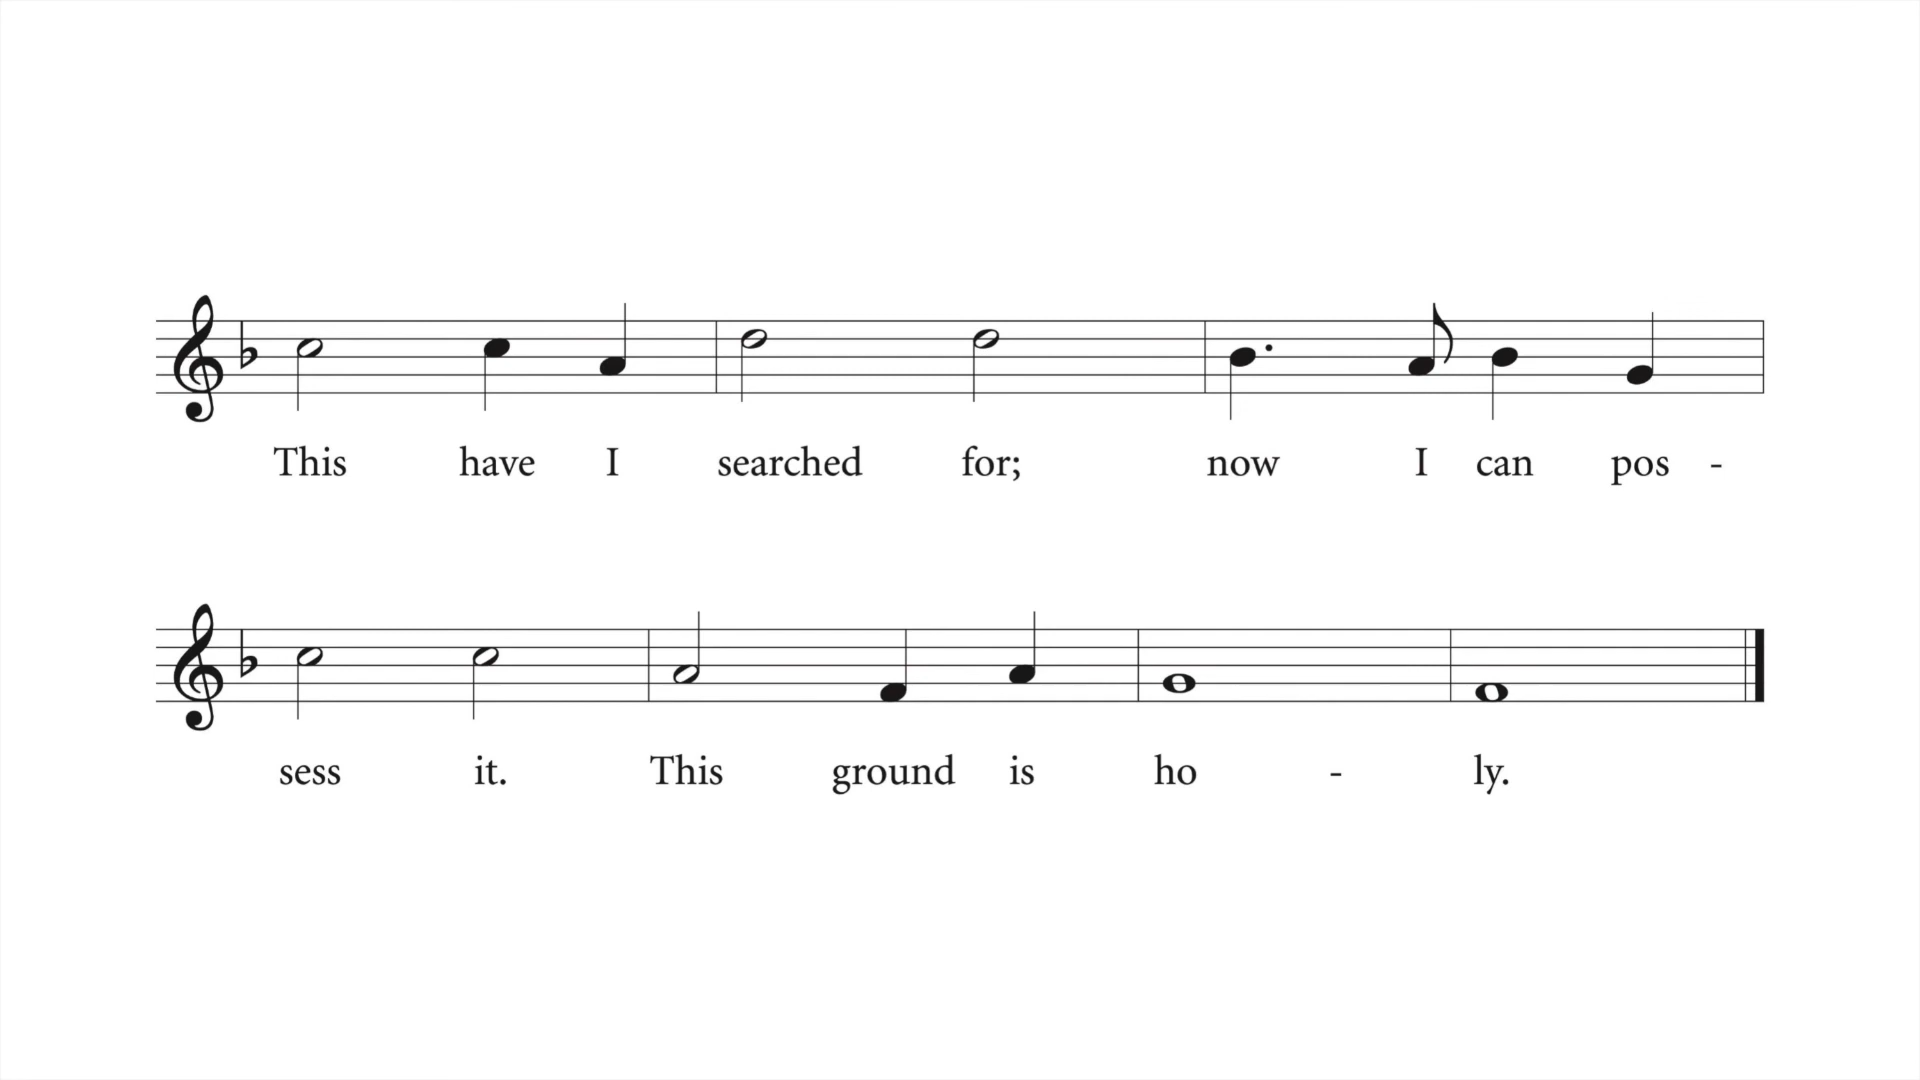 This have I searched for; now I can pos -
sess it. This ground is ho - ly.